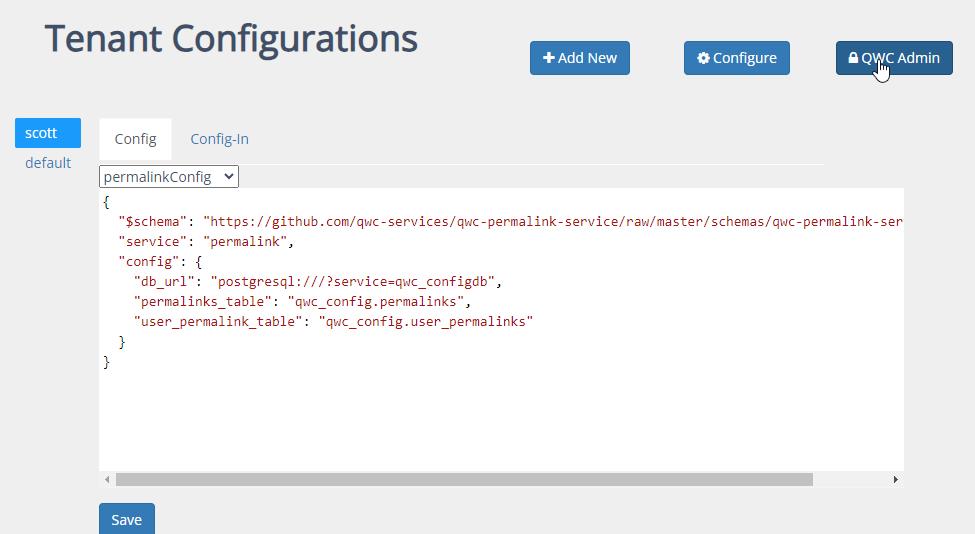 Tenant Configurations
Add New
Configure
QWC Admin
scott
default
Config
Config-In
permalinkConfig
{
"$schema": "https://github.com/qwc-services/qwc-permalink-service/raw/master/schemas/qwc-permalink-ser
"service": "permalink",
"config": {
"db_url": "postgresql:///?service=qwc_configdb",
"permalinks_table": "qwc_config.permalinks",
"user_permalink_table": "qwc_config.user_permalinks"
}
}
Save